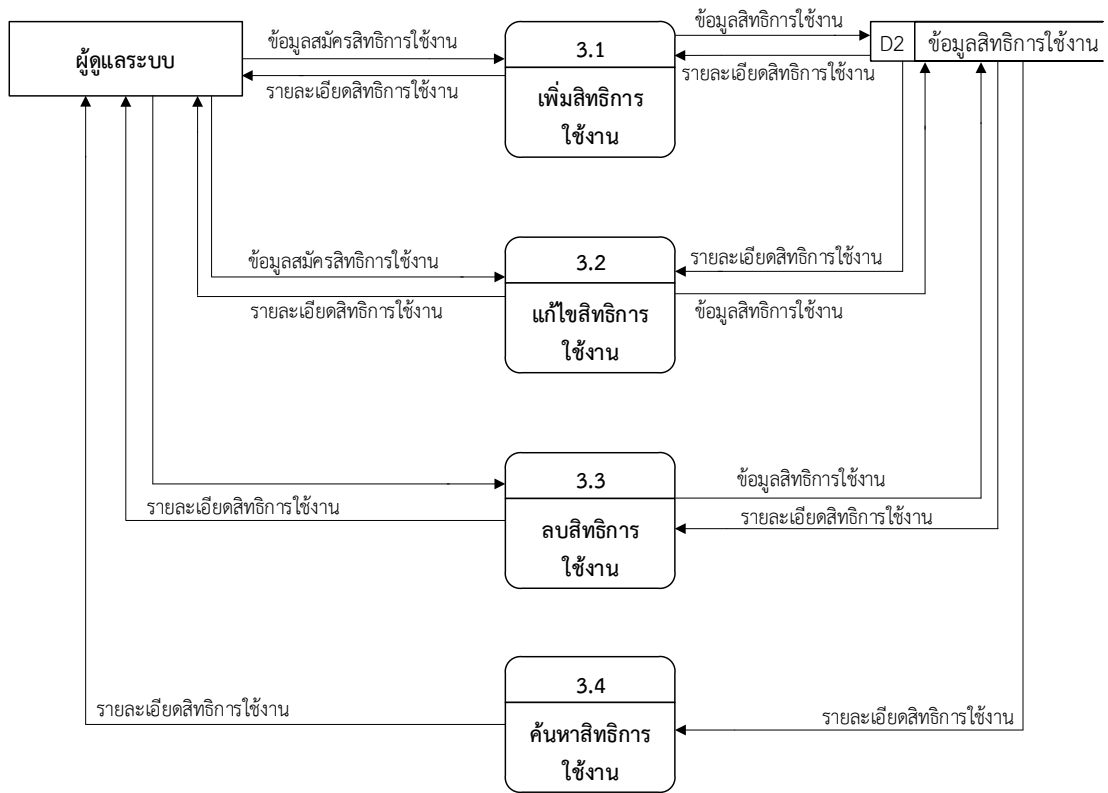 ผู้ดูแลระบบ
ข้อมูลสมัครสิทธิการใช้งาน
รายละเอียดสิทธิการใช้งาน
3.1
เพิ่มสิทธิการ
ใช้งาน
ข้อมูลสิทธิการใช้งาน
รายละเอียดสิทธิการใช้งาน
D2
ข้อมูลสิทธิการใช้งาน
ข้อมูลสมัครสิทธิการใช้งาน
รายละเอียดสิทธิการใช้งาน
3.2
แก้ไขสิทธิการ
ใช้งาน
รายละเอียดสิทธิการใช้งาน
ข้อมูลสิทธิการใช้งาน
รายละเอียดสิทธิการใช้งาน
3.3
ลบสิทธิการ
ใช้งาน
ข้อมูลสิทธิการใช้งาน
รายละเอียดสิทธิการใช้งาน
รายละเอียดสิทธิการใช้งาน
3.4
ค้นหาสิทธิการ
ใช้งาน
รายละเอียดสิทธิการใช้งาน